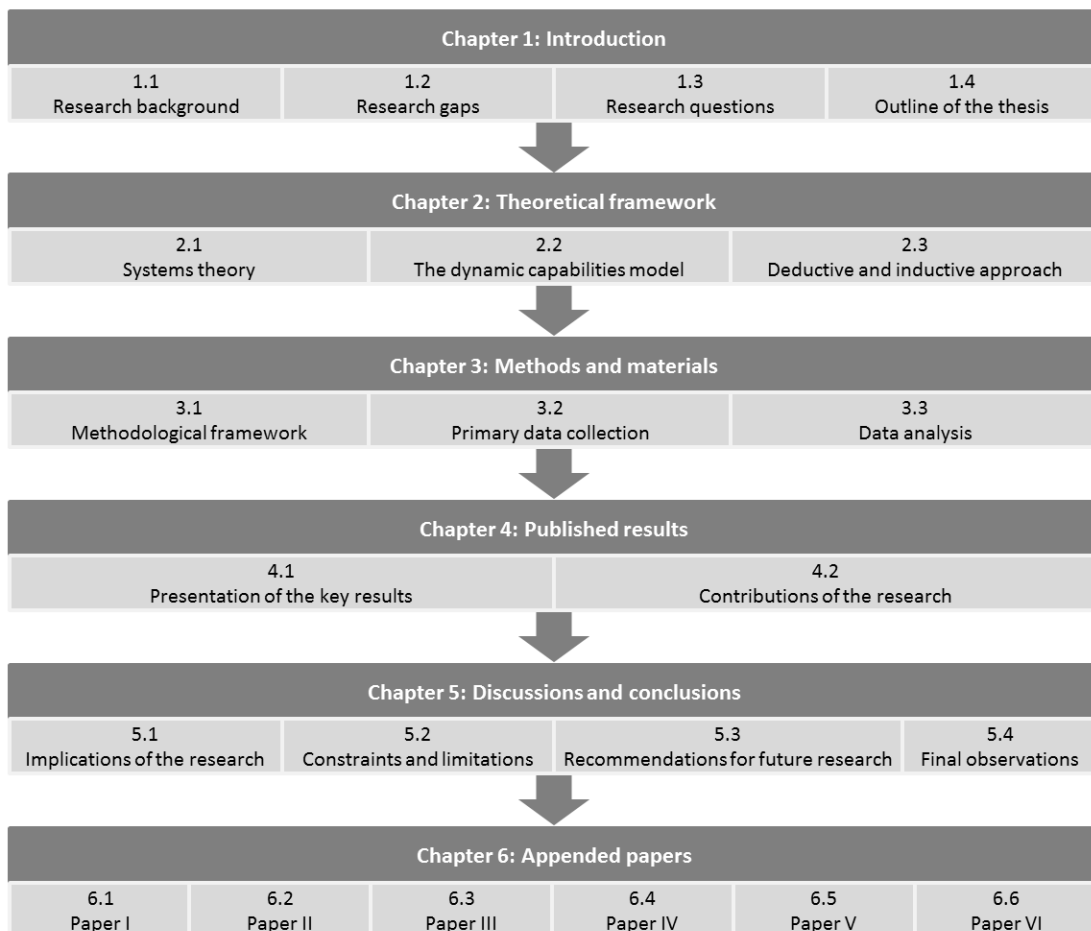 Chapter 1: Introduction
1.1
Research background
1.2
Research gaps
1.3
Research questions
1.4
Outline of the thesis
Chapter 2: Theoretical framework
2.1
Systems theory
2.2
The dynamic capabilities model
2.3
Deductive and inductive approach
Chapter 3: Methods and materials
3.1
Methodological framework
3.2
Primary data collection
3.3
Data analysis
Chapter 4: Published results
4.1
Presentation of the key results
4.2
Contributions of the research
Chapter 5: Discussions and conclusions
5.1
Implications of the research
5.2
Constraints and limitations
5.3
Recommendations for future research
5.4
Final observations
Chapter 6: Appended papers
6.1
Paper I
6.2
Paper II
6.3
Paper III
6.4
Paper IV
6.5
Paper V
6.6
Paper VI